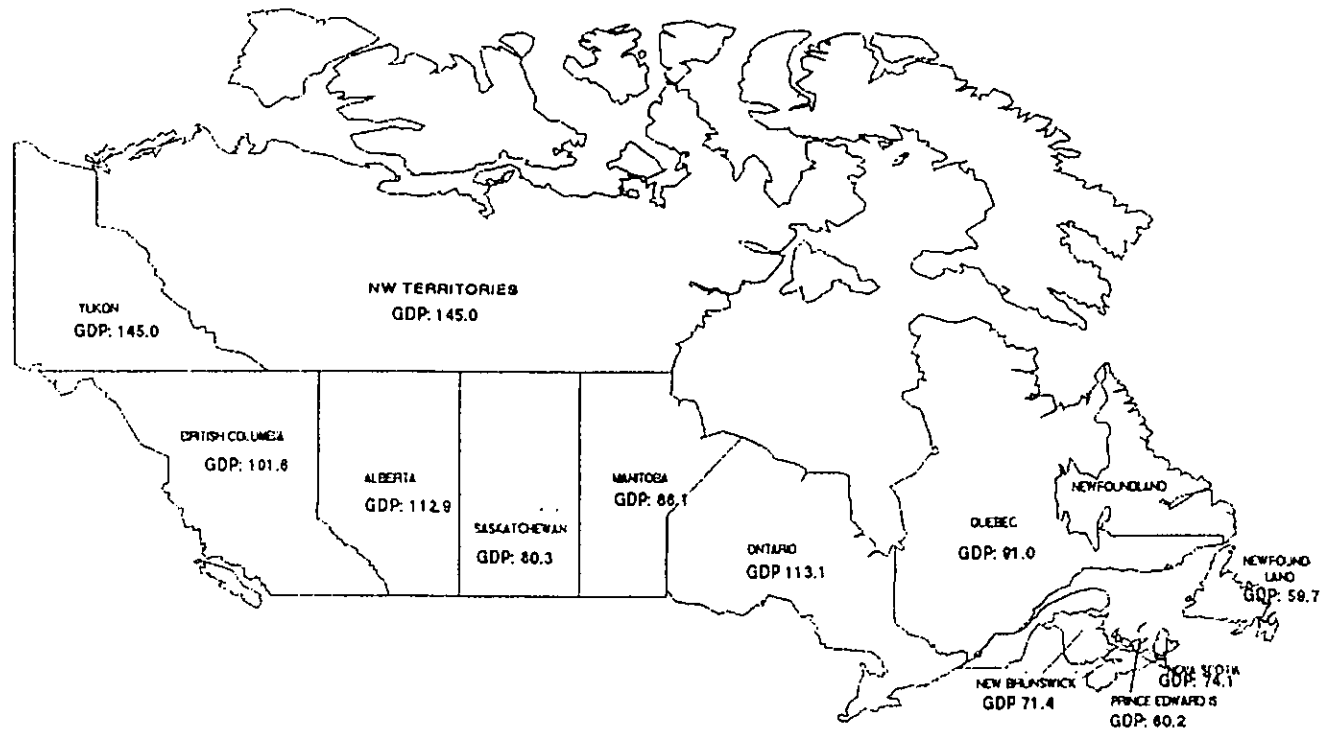 NW TERRITORIES
GDP: 145.0
YUKON
GDP: 145.0
BRITISH COLUMBIA
GDP: 101.6
ALBERTA
GDP: 112.9
SASKATCHEWAN
GDP: 80.3
MANITOBA
GDP: 86.1
ONTARIO
GDP 113.1
QUEBEC
GDP: 91.0
NEWFOUNDLAND
NEWFOUND
LAND
GDP: 59.7
NOVA SCOTIA
GDP: 74.1
NEW BRUNSWICK
GDP 71.4
PRINCE EDWARD IS
GDP: 60.2